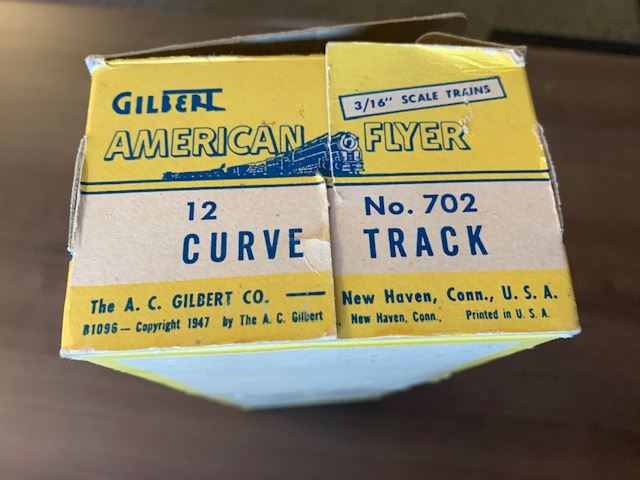 GILBERT
3/16" SCALE TRAINS
AMERICAN FLYER
12 No. 702
CURVE TRACK
The A. C. GILBERT CO. — New Haven, Conn., U. S. A.
B1096 — Copyright 1947 by The A. C. Gilbert New Haven, Conn., Printed in U. S. A.